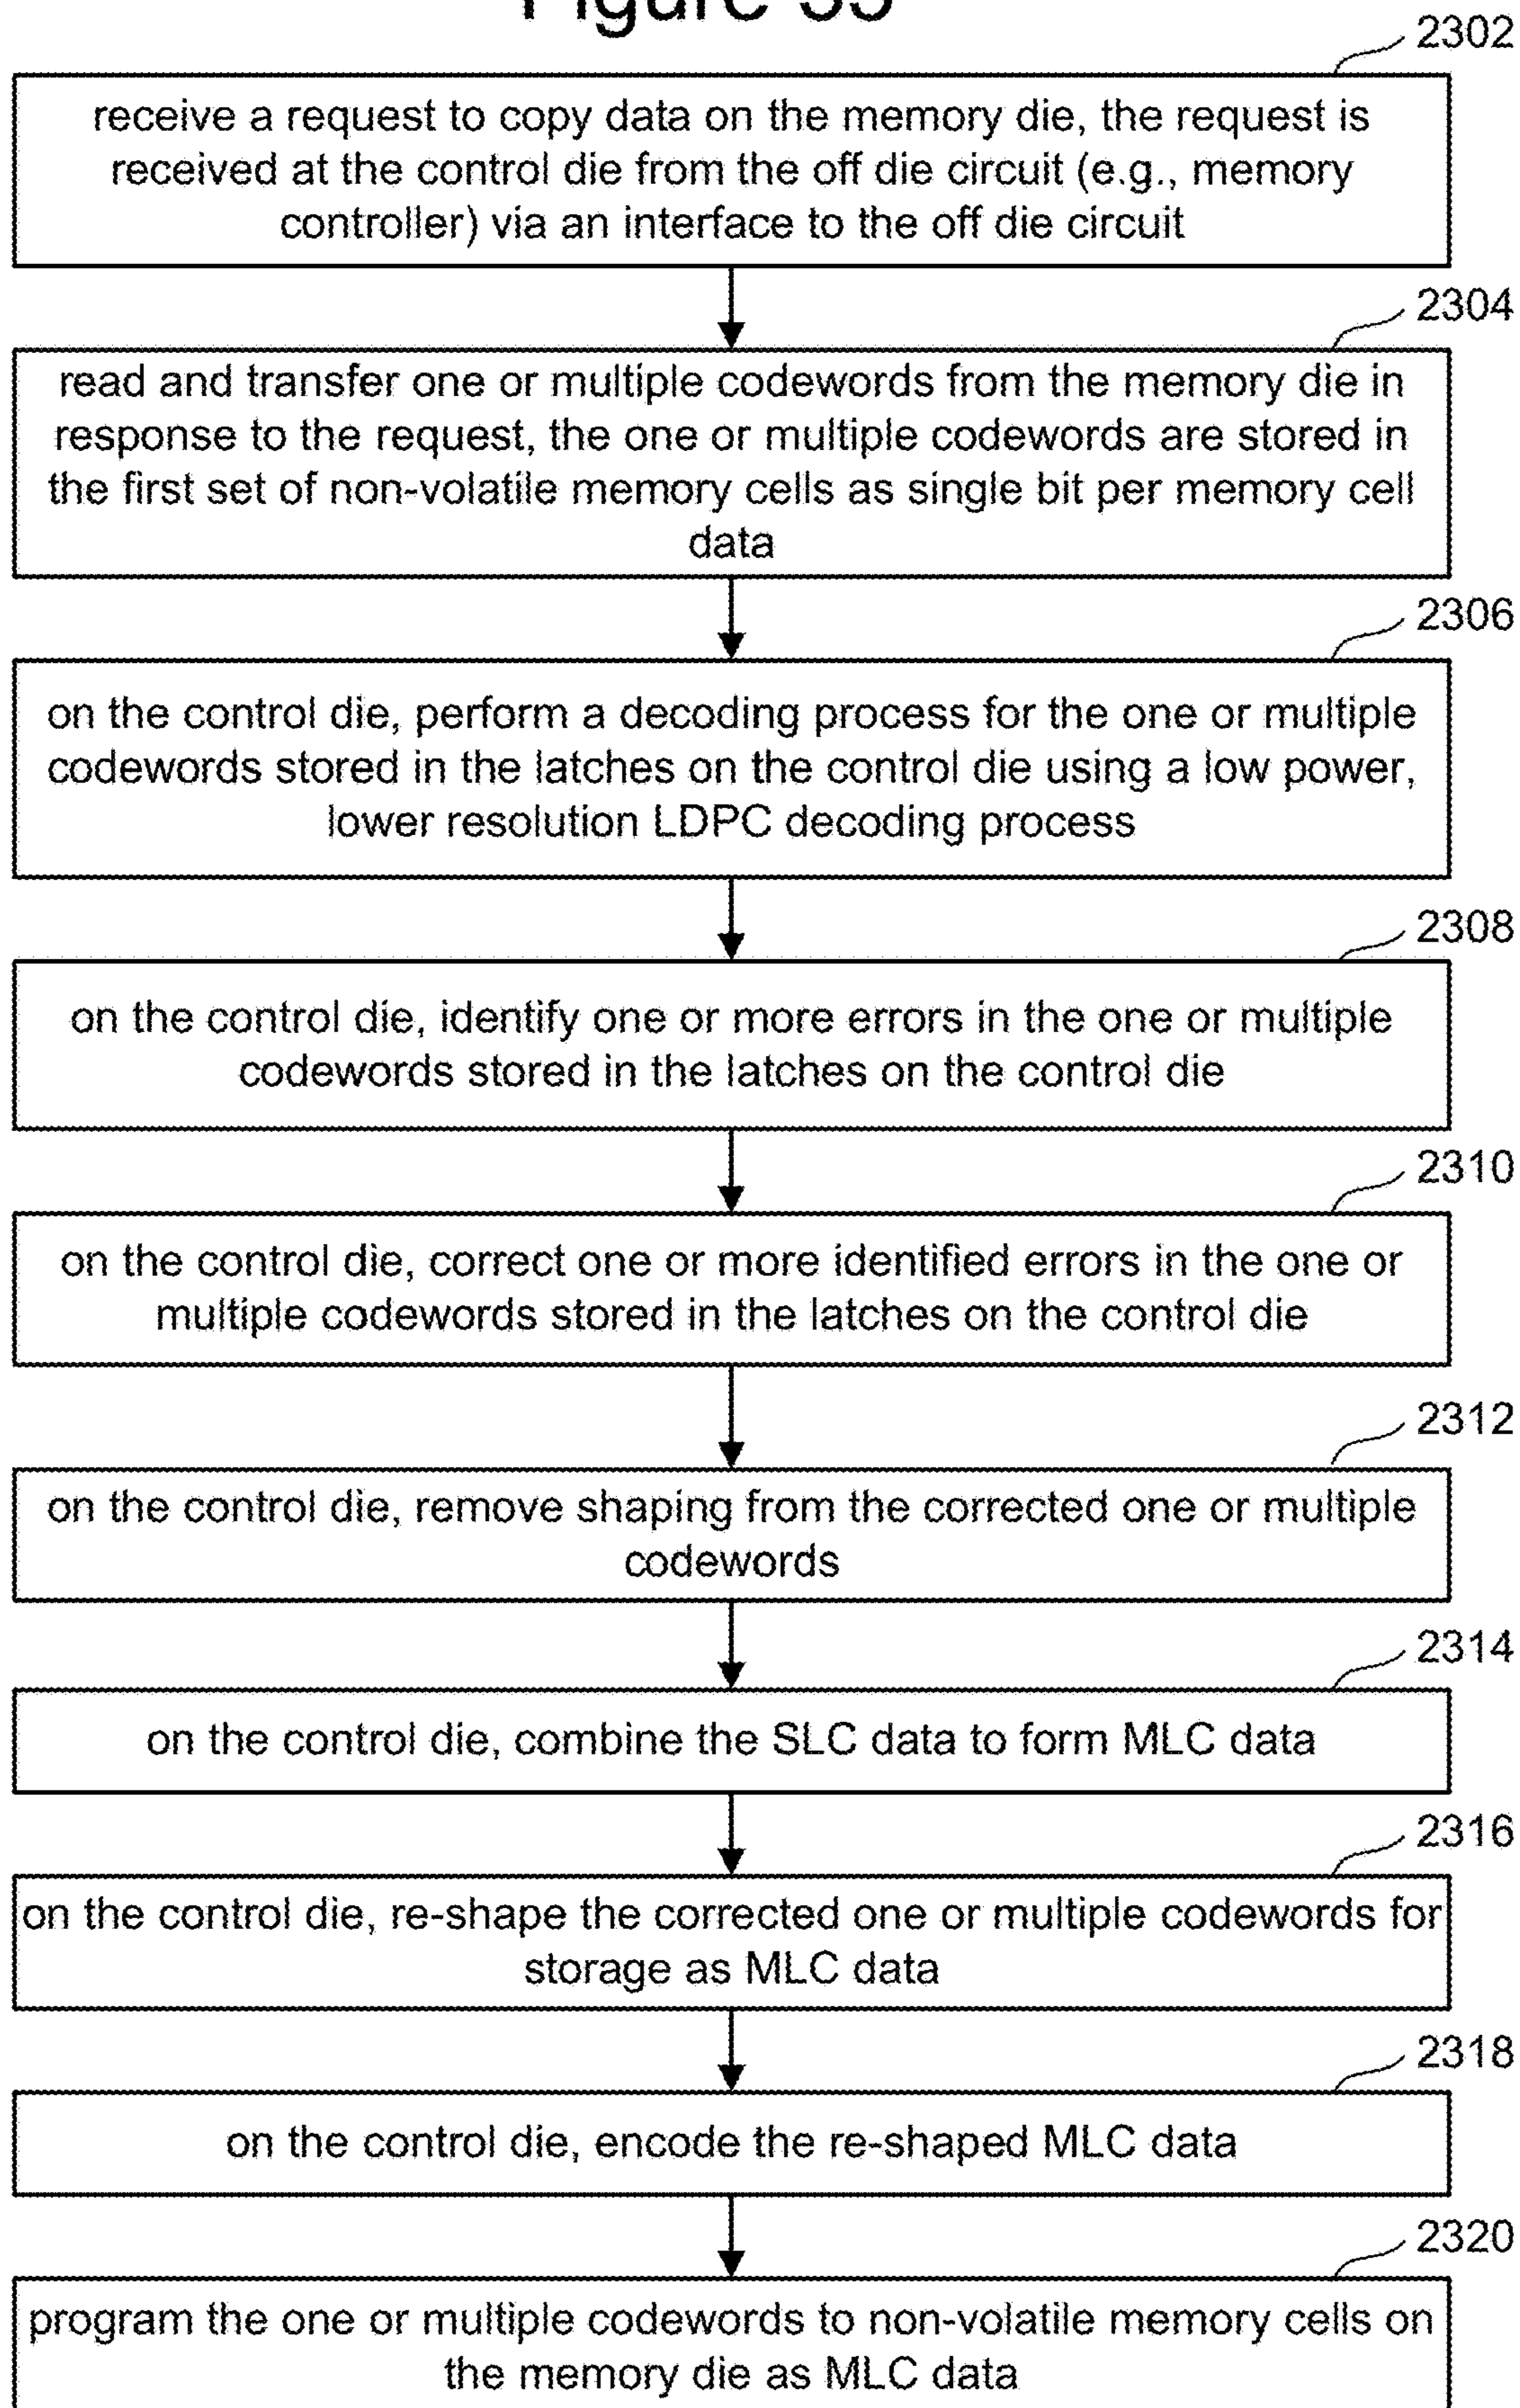 2302
receive a request to copy data on the memory die, the request is
received at the control die from the off die circuit (e.g., memory
controller) via an interface to the off die circuit
2304
read and transfer one or multiple codewords from the memory die in
response to the request, the one or multiple codewords are stored in
the first set of non-volatile memory cells as single bit per memory cell
data
2306
on the control die, perform a decoding process for the one or multiple
codewords stored in the latches on the control die using a low power,
lower resolution LDPC decoding process
2308
on the control die, identify one or more errors in the one or multiple
codewords stored in the latches on the control die
2310
on the control die, correct one or more identified errors in the one or
multiple codewords stored in the latches on the control die
2312
on the control die, remove shaping from the corrected one or multiple
codewords
2314
on the control die, combine the SLC data to form MLC data
2316
on the control die, re-shape the corrected one or multiple codewords for
storage as MLC data
2318
on the control die, encode the re-shaped MLC data
2320
program the one or multiple codewords to non-volatile memory cells on
the memory die as MLC data